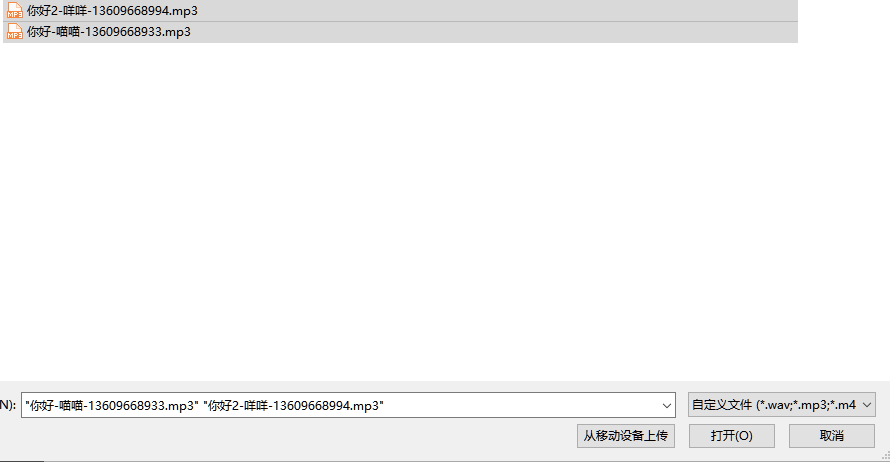 你好2-咩咩-13609668994.mp3
你好-喵喵-13609668933.mp3
N): "你好-喵喵-13609668933.mp3" "你好2-咩咩-13609668994.mp3" 自定义文件 (*.wav;*.mp3;*.m4
从移动设备上传 打开(O) 取消